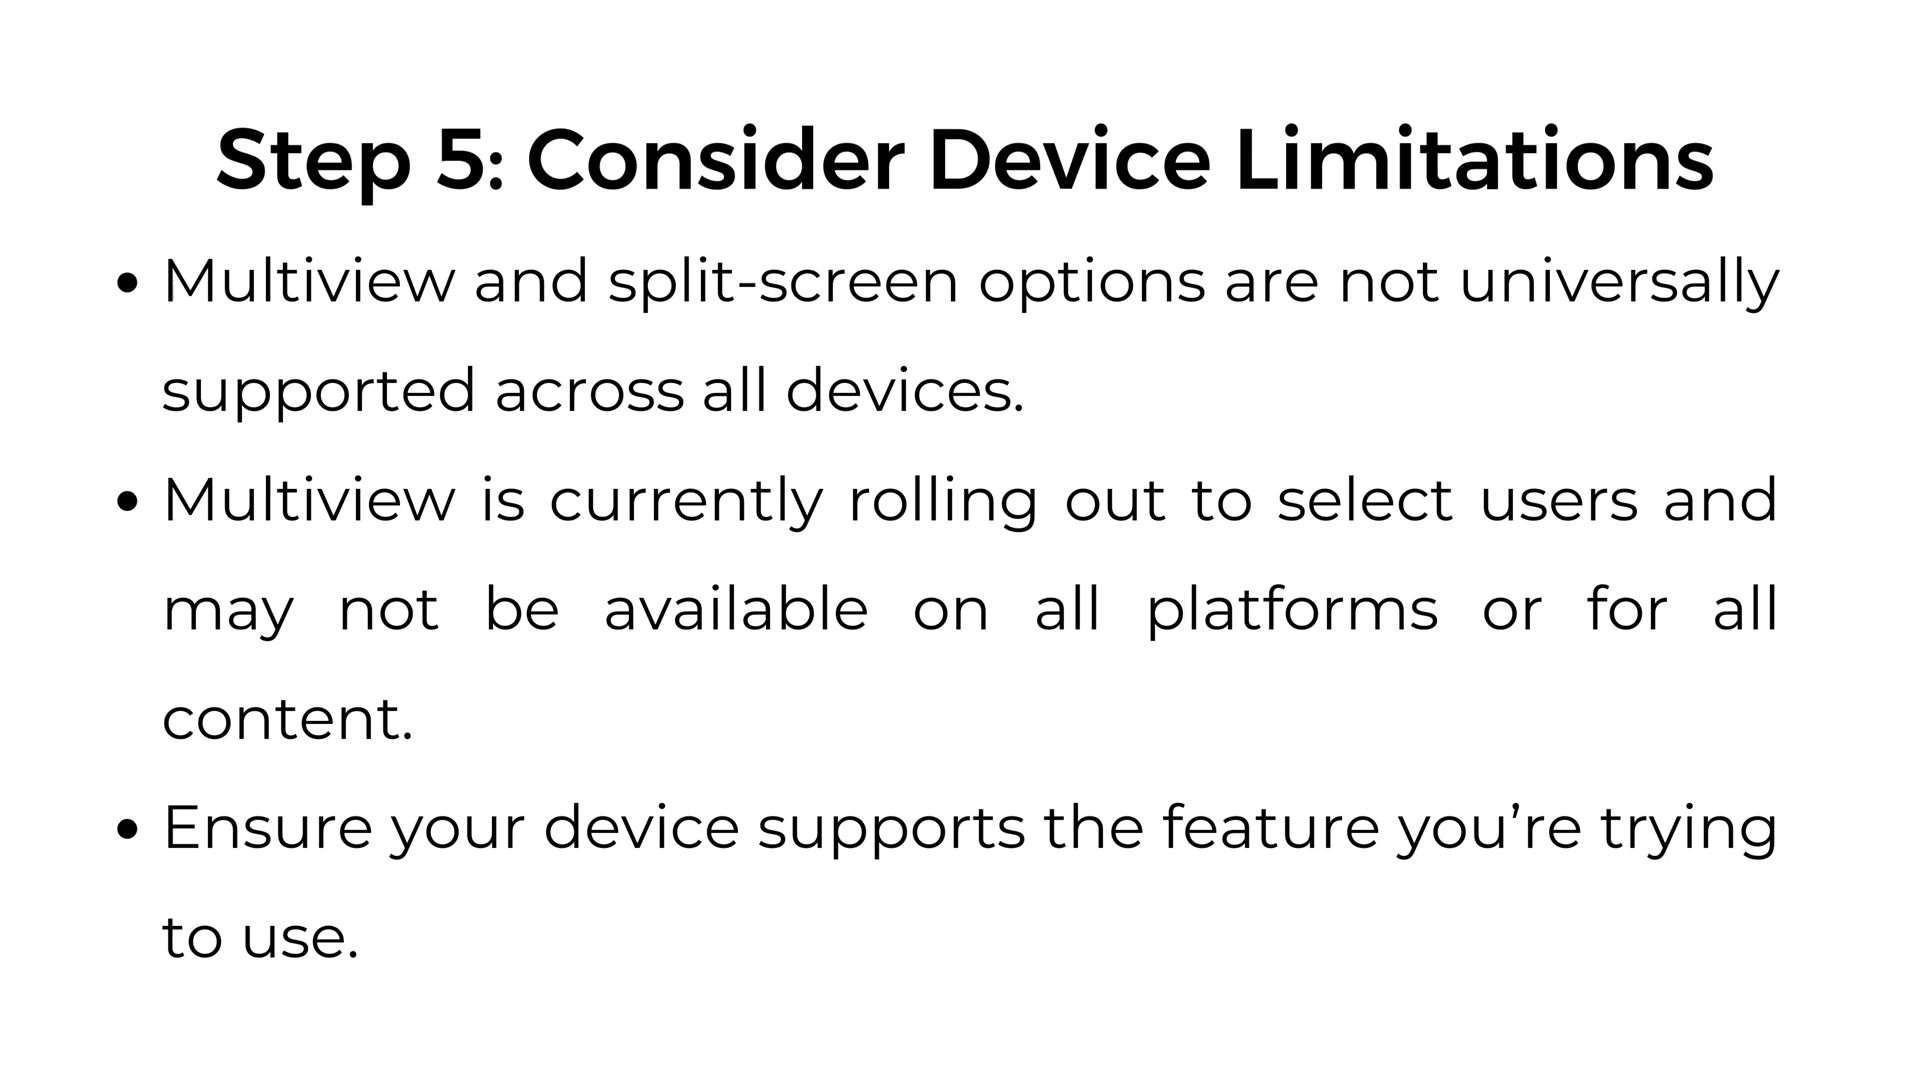 Step 5: Consider Device Limitations
• Multiview and split-screen options are not universally
supported across all devices.
• Multiview is currently rolling out to select users and
may not be available on all platforms or for all
content.
• Ensure your device supports the feature you’re trying
to use.